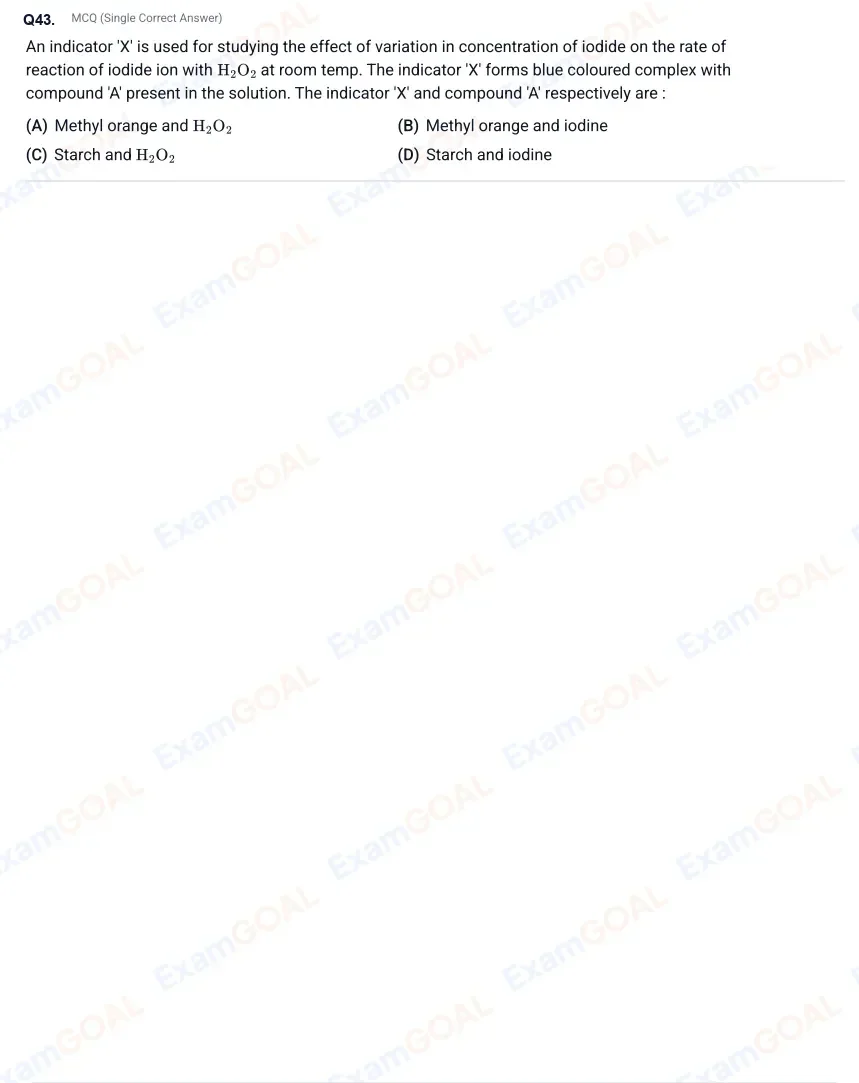 Q43. MCQ (Single Correct Answer)
An indicator 'X' is used for studying the effect of variation in concentration of iodide on the rate of
reaction of iodide ion with H₂O₂ at room temp. The indicator 'X' forms blue coloured complex with
compound 'A' present in the solution. The indicator 'X' and compound 'A' respectively are :
(A) Methyl orange and H₂O₂ (B) Methyl orange and iodine
(C) Starch and H₂O₂ (D) Starch and iodine
ExamGOAL